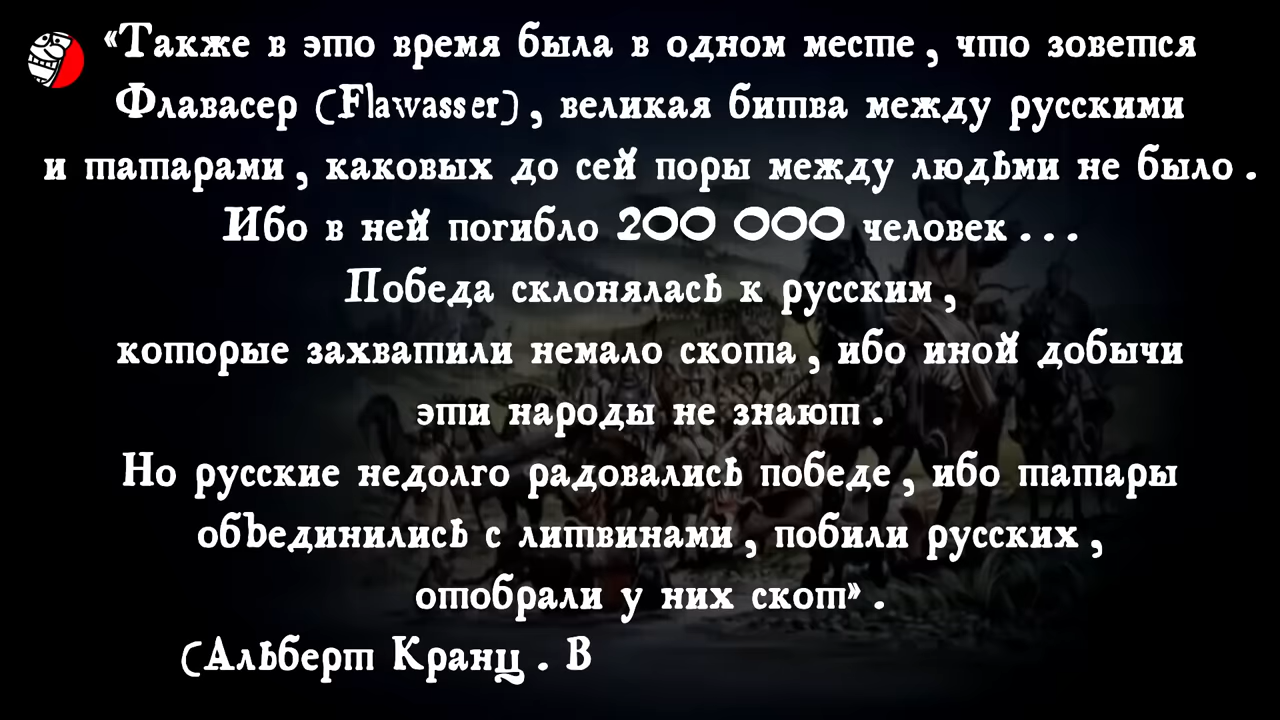 «Также в это время была в одном месте, что зовется
Флавасер (Flawasser), великая битва между русскими
и татарами, каковых до сей поры между людьми не было.
Ибо в ней погибло 200 000 человек...
Победа склонялась к русским,
которые захватили немало скота, ибо иной добычи
эти народы не знают.
Но русские недолго радовались победе, ибо татары
объединились с литвинами, побили русских,
отобрали у них скот».
(Альберт Кранц. В